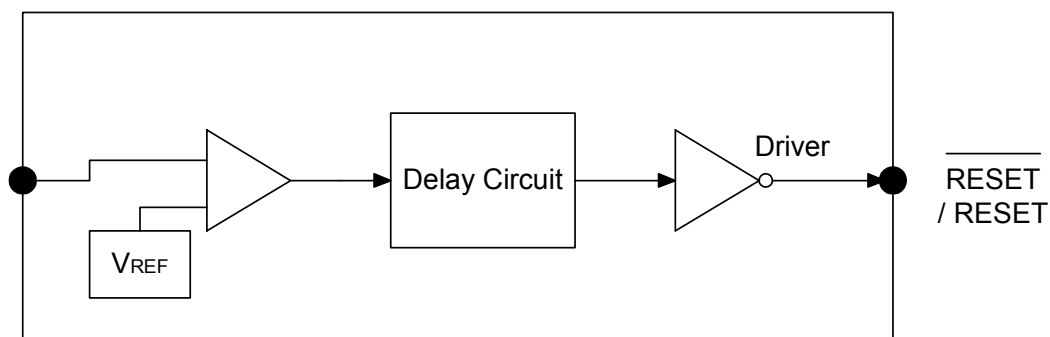 Driver
Delay Circuit
RESET
/ RESET
VREF